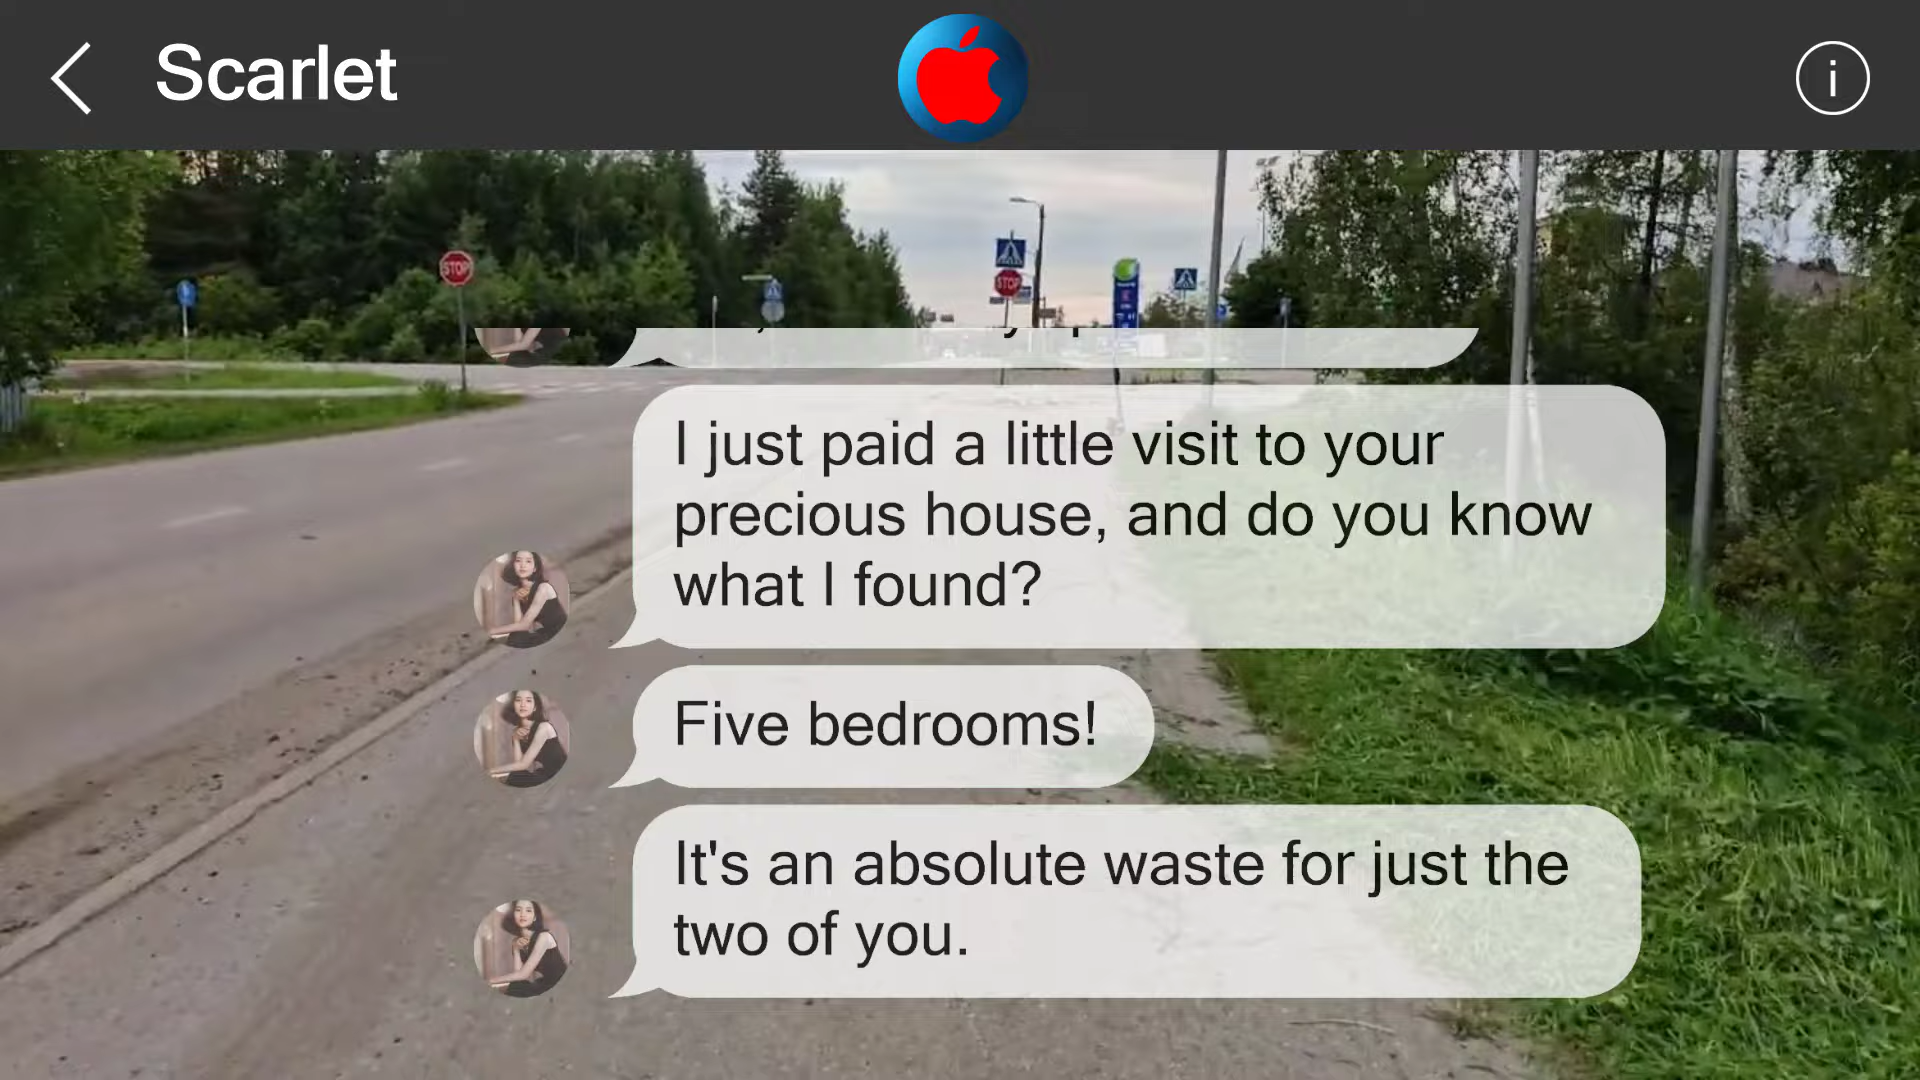 Scarlet
STOP
STOP
I just paid a little visit to your
precious house, and do you know
what I found?
Five bedrooms!
It's an absolute waste for just the
two of you.